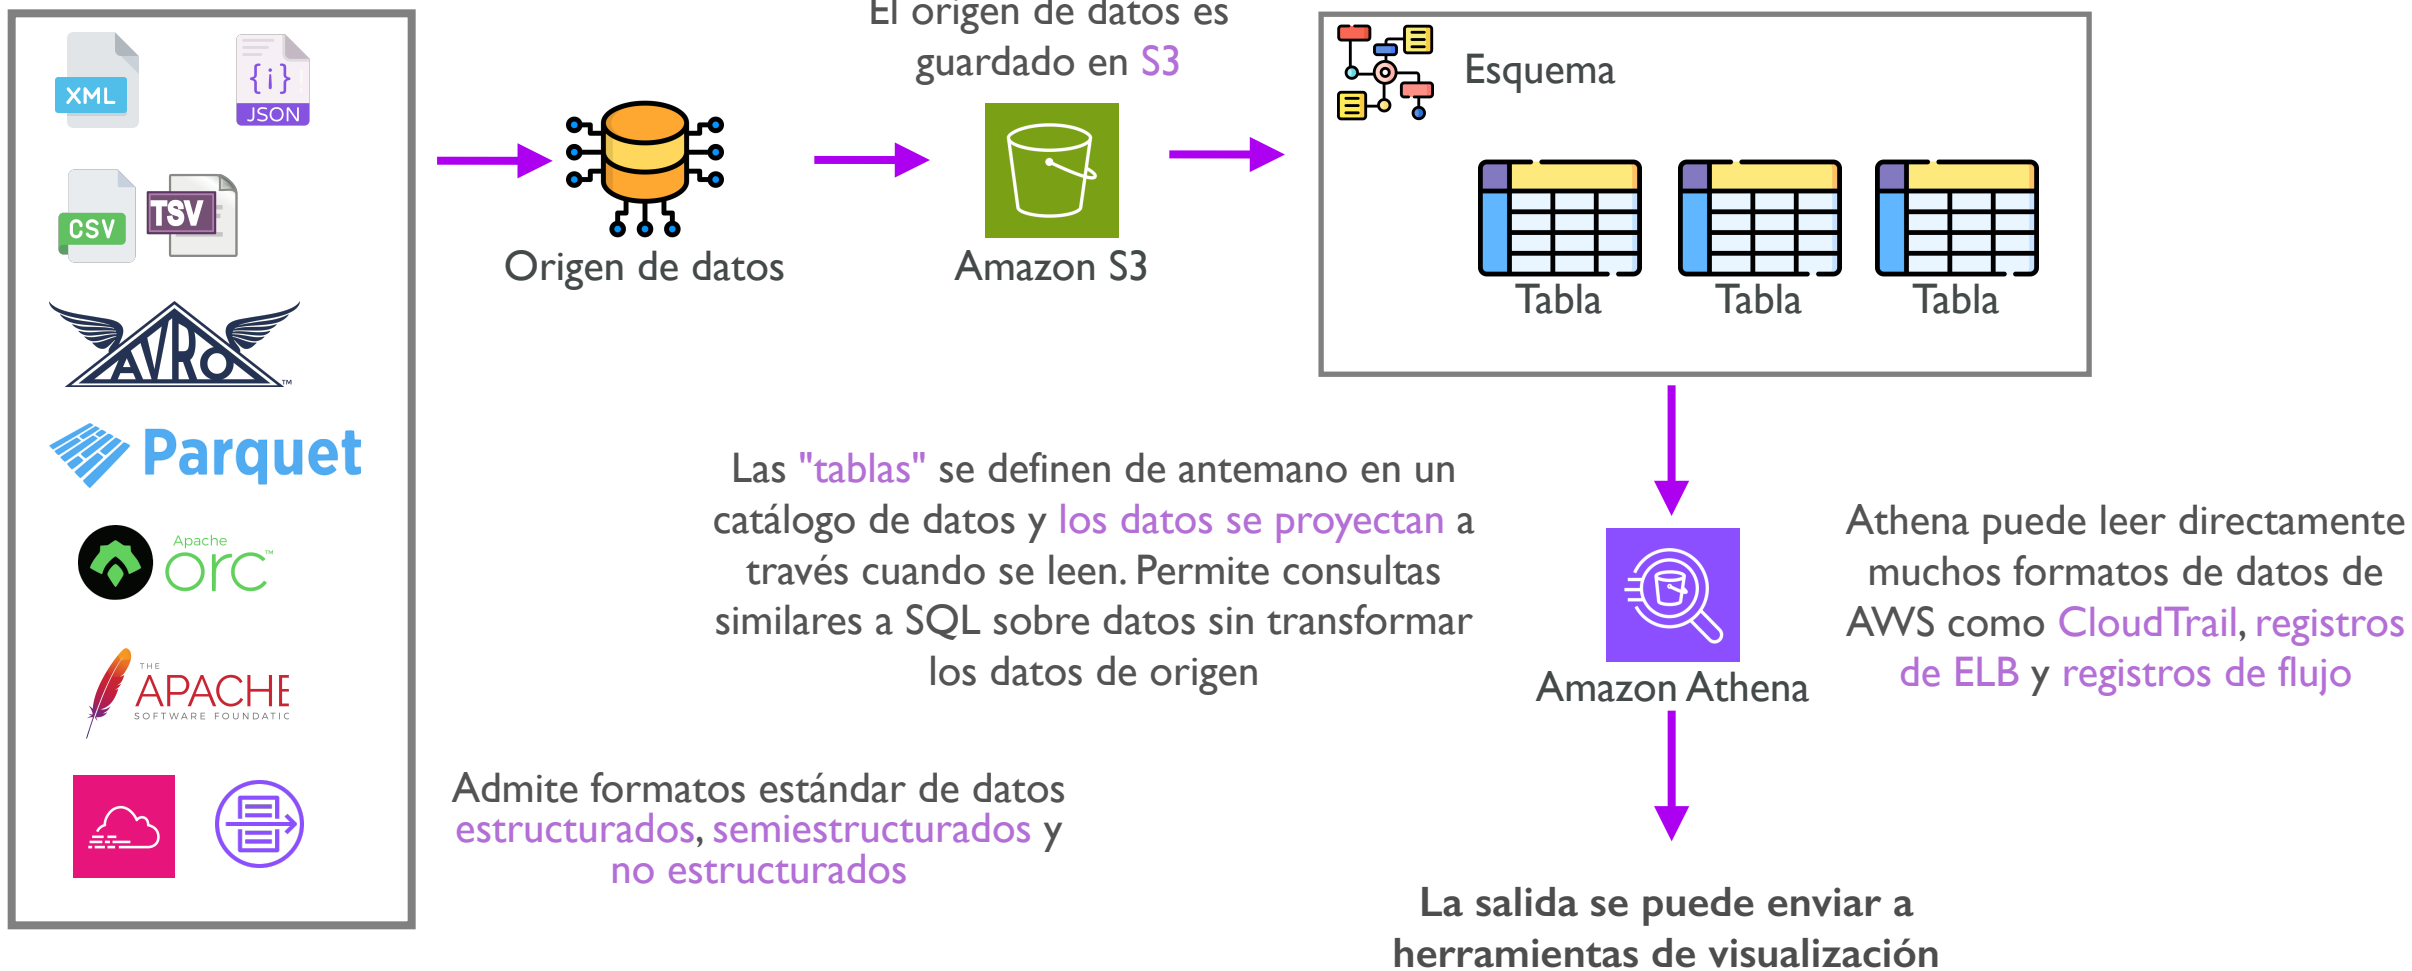 XML
{i}
JSON
CSV
TSV
AVRO
TM
Parquet
Apache
orc
TM
THE
APACHE
SOFTWARE FOUNDATIC
Origen de datos
El origen de datos es
guardado en S3
Amazon S3
Esquema
Tabla
Tabla
Tabla
Las "tablas" se definen de antemano en un
catálogo de datos y los datos se proyectan a
través cuando se leen. Permite consultas
similares a SQL sobre datos sin transformar
los datos de origen
Amazon Athena
Athena puede leer directamente
muchos formatos de datos de
AWS como CloudTrail, registros
de ELB y registros de flujo
Admite formatos estándar de datos
estructurados, semiestructurados y
no estructurados
La salida se puede enviar a
herramientas de visualización